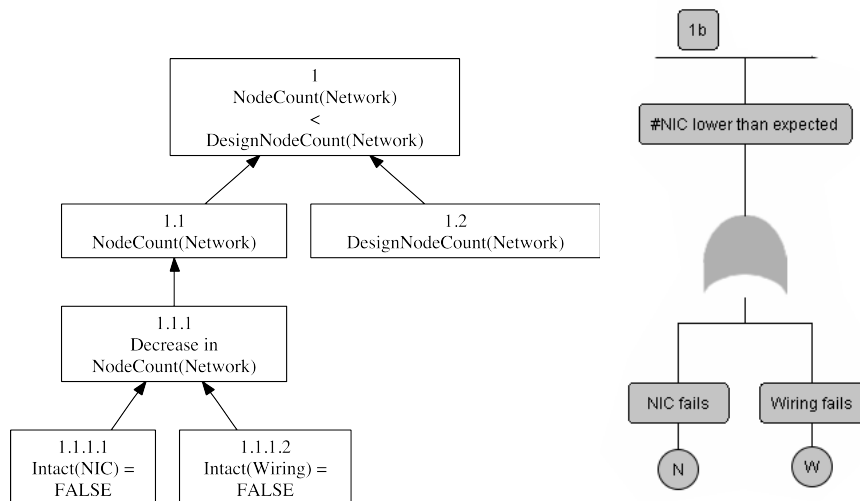 1
NodeCount(Network)
<
DesignNodeCount(Network)
1.1
NodeCount(Network)
1.2
DesignNodeCount(Network)
1.1.1
Decrease in
NodeCount(Network)
1.1.1.1
Intact(NIC) =
FALSE
1.1.1.2
Intact(Wiring) =
FALSE
1b
#NIC lower than expected
NIC fails
Wiring fails
N
W